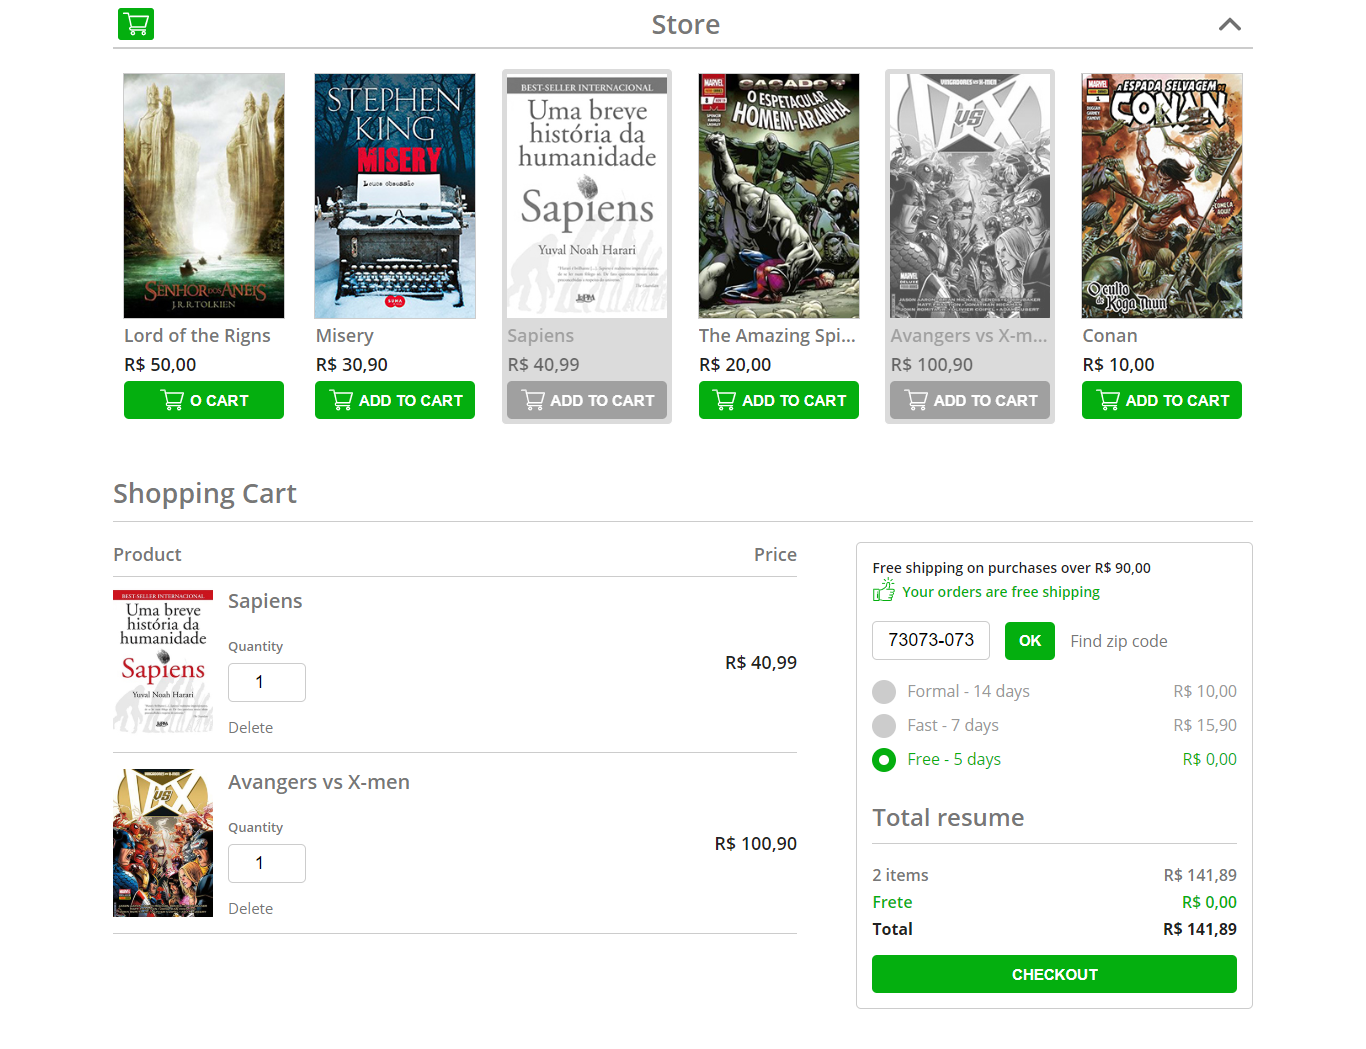 Store
STEPHEN
KING
MISERY
Louca obsessão
SUMA
SENHOR DOS ANÉIS
J.R.R. TOLKIEN
BEST-SELLER INTERNACIONAL
Uma breve
história da
humanidade
Sapiens
Yuval Noah Harari
L&PM
MARVEL
O ESPETACULAR
HOMEM-ARANHA
VINGADORES X-MEN
VS
X
MARVEL
MARVEL
A ESPADA SELVAGEM DE
CONAN
COMEÇA
AQUI!
O culto
de Koga Thun
Lord of the Rigns
Misery
Sapiens
The Amazing Spi...
Avangers vs X-m...
Conan
R$ 50,00
R$ 30,90
R$ 40,99
R$ 20,00
R$ 100,90
R$ 10,00
O CART
ADD TO CART
ADD TO CART
ADD TO CART
ADD TO CART
ADD TO CART
Shopping Cart
Product
Price
BEST-SELLER INTERNACIONAL
Uma breve
história da
humanidade
Sapiens
Yuval Noah Harari
L&PM
Sapiens
Quantity
1
R$ 40,99
Delete
VS
X
Avangers vs X-men
Quantity
1
R$ 100,90
Delete
Free shipping on purchases over R$ 90,00
Your orders are free shipping
73073-073
OK
Find zip code
Formal - 14 days
R$ 10,00
Fast - 7 days
R$ 15,90
Free - 5 days
R$ 0,00
Total resume
2 items
R$ 141,89
Frete
R$ 0,00
Total
R$ 141,89
CHECKOUT